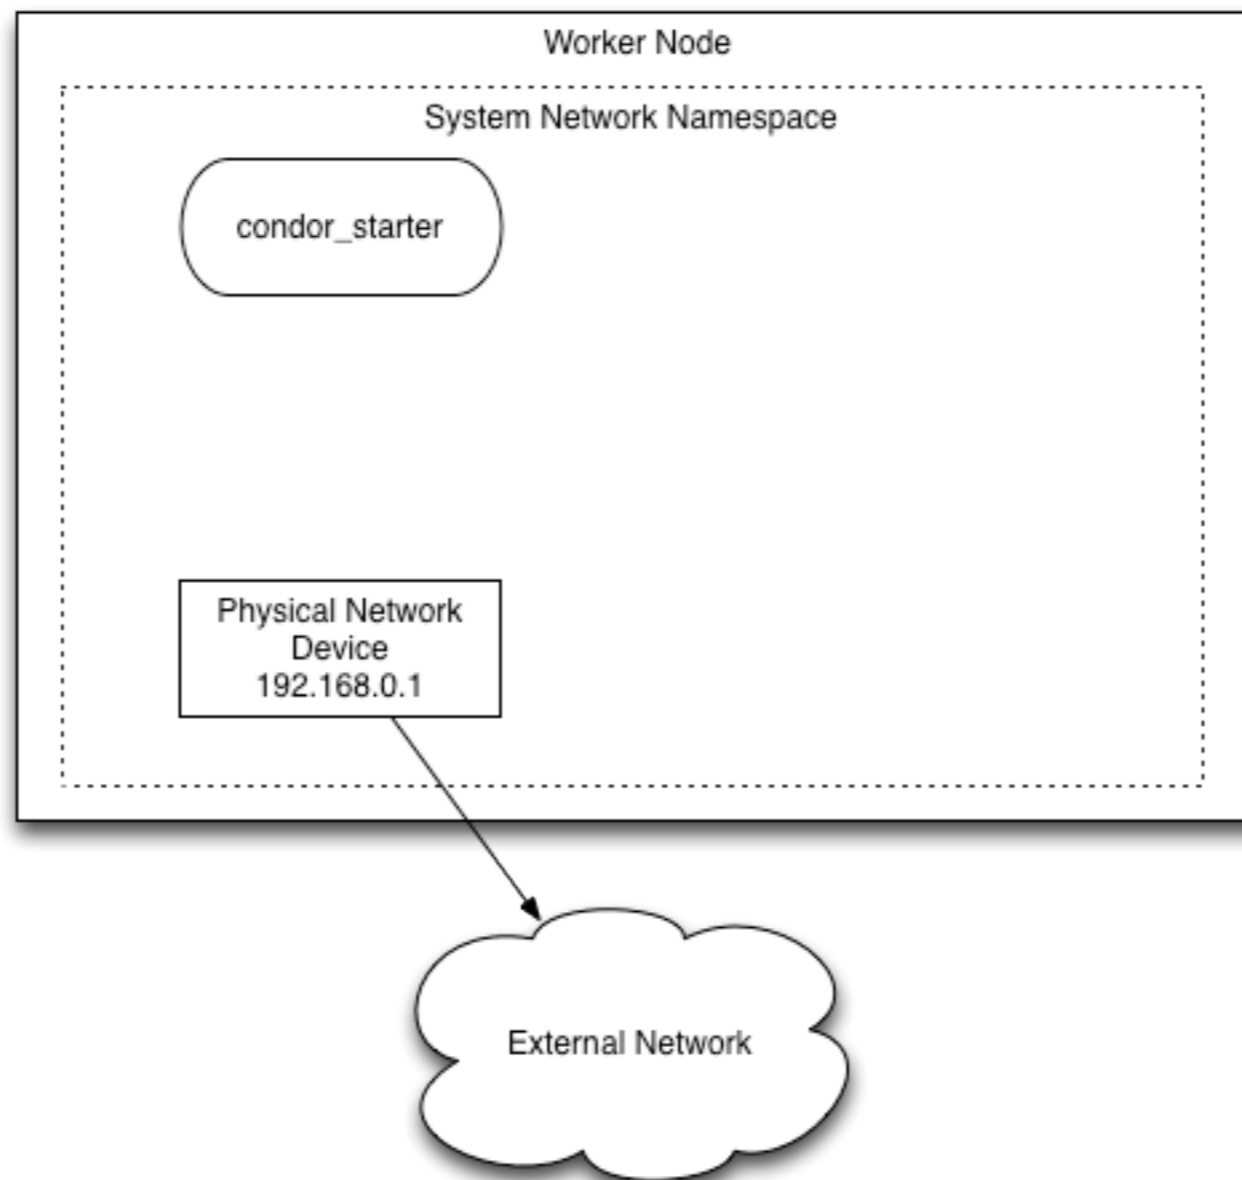 Worker Node
System Network Namespace
condor_starter
Physical Network
Device
192.168.0.1
External Network